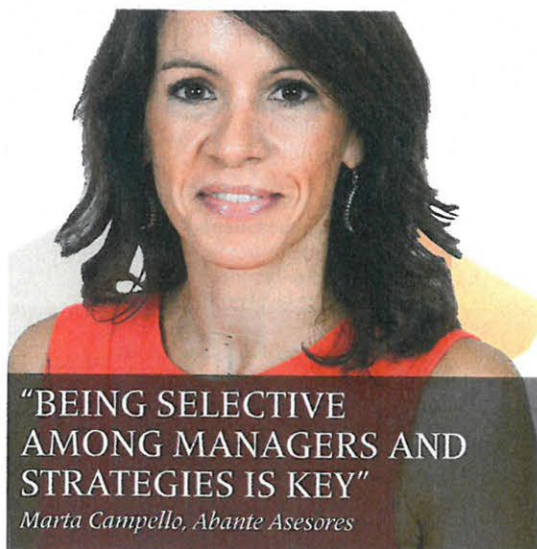 “BEING SELECTIVE
AMONG MANAGERS AND
STRATEGIES IS KEY”
Marta Campello, Abante Asesores